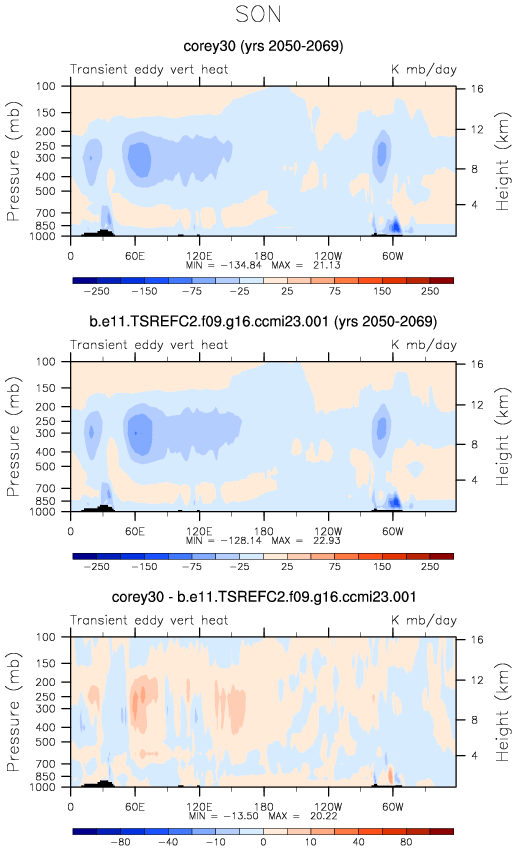 SON
corey30 (yrs 2050-2069)
Transient eddy vert heat K mb/day
Pressure (mb)
100
150
200
250
300
400
500
700
850
1000
16
12
8
4
Height (km)
0 60E 120E 180 120W 60W
MIN = -134.84 MAX = 21.13
-250 -150 -75 -25 25 75 150 250
b.e11.TSREFC2.f09.g16.ccmi23.001 (yrs 2050-2069)
Transient eddy vert heat K mb/day
Pressure (mb)
100
150
200
250
300
400
500
700
850
1000
16
12
8
4
Height (km)
0 60E 120E 180 120W 60W
MIN = -128.14 MAX = 22.93
-250 -150 -75 -25 25 75 150 250
corey30 - b.e11.TSREFC2.f09.g16.ccmi23.001
Transient eddy vert heat K mb/day
Pressure (mb)
100
150
200
250
300
400
500
700
850
1000
16
12
8
4
Height (km)
0 60E 120E 180 120W 60W
MIN = -13.50 MAX = 20.22
-80 -40 -10 0 10 40 80